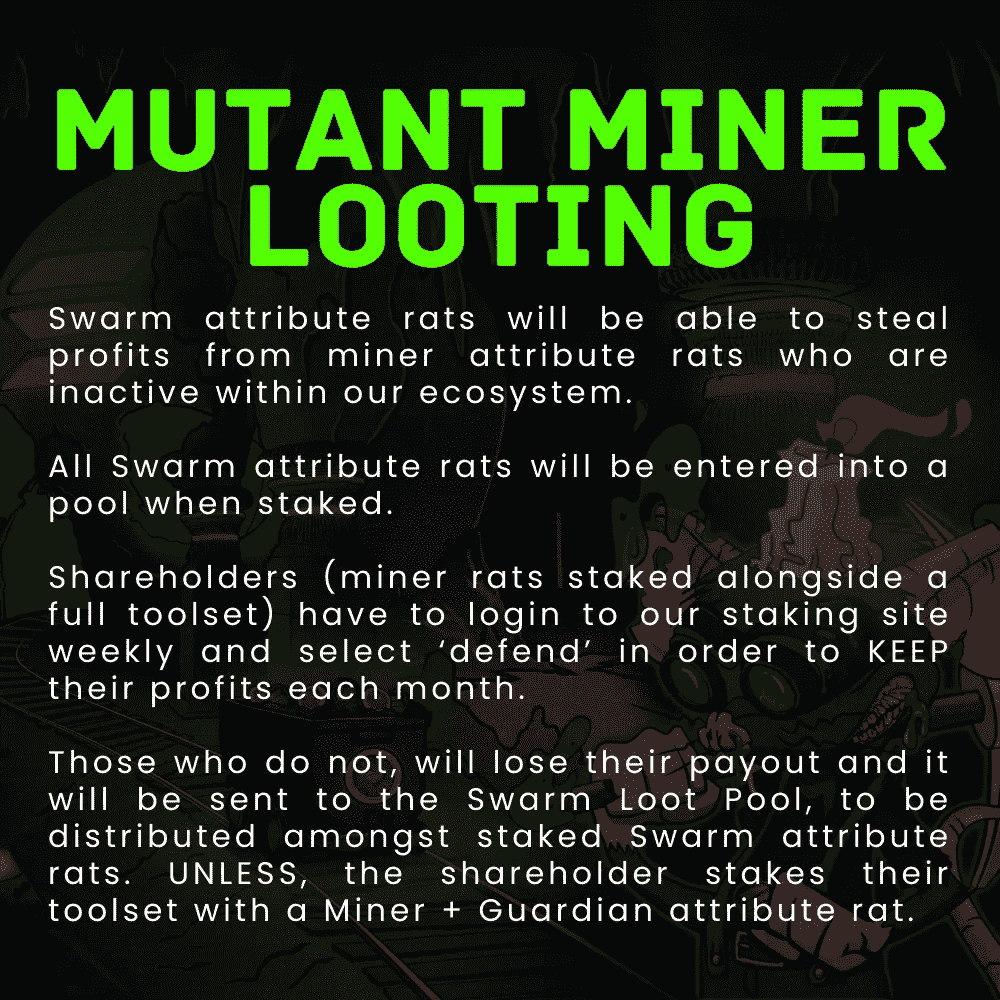 MUTANT MINER
LOOTING
Swarm attribute rats will be able to steal
profits from miner attribute rats who are
inactive within our ecosystem.
All Swarm attribute rats will be entered into a
pool when staked.
Shareholders (miner rats staked alongside a
full toolset) have to login to our staking site
weekly and select ‘defend’ in order to KEEP
their profits each month.
Those who do not, will lose their payout and it
will be sent to the Swarm Loot Pool, to be
distributed amongst staked Swarm attribute
rats. UNLESS, the shareholder stakes their
toolset with a Miner + Guardian attribute rat.